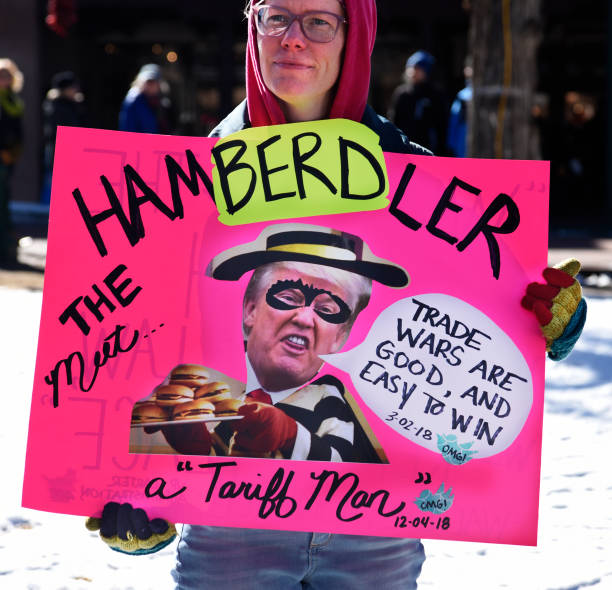 HAMBERDLER
THE
Meet...
TRADE
WARS ARE
GOOD, AND
EASY TO WIN
3-02-18
OMG!
a "Tariff Man"
OMG!
12-04-18